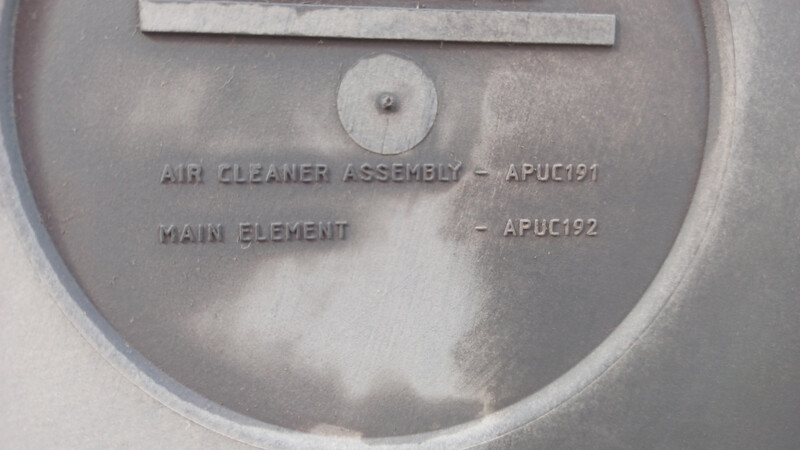 AIR CLEANER ASSEMBLY - APUC191
MAIN ELEMENT - APUC192